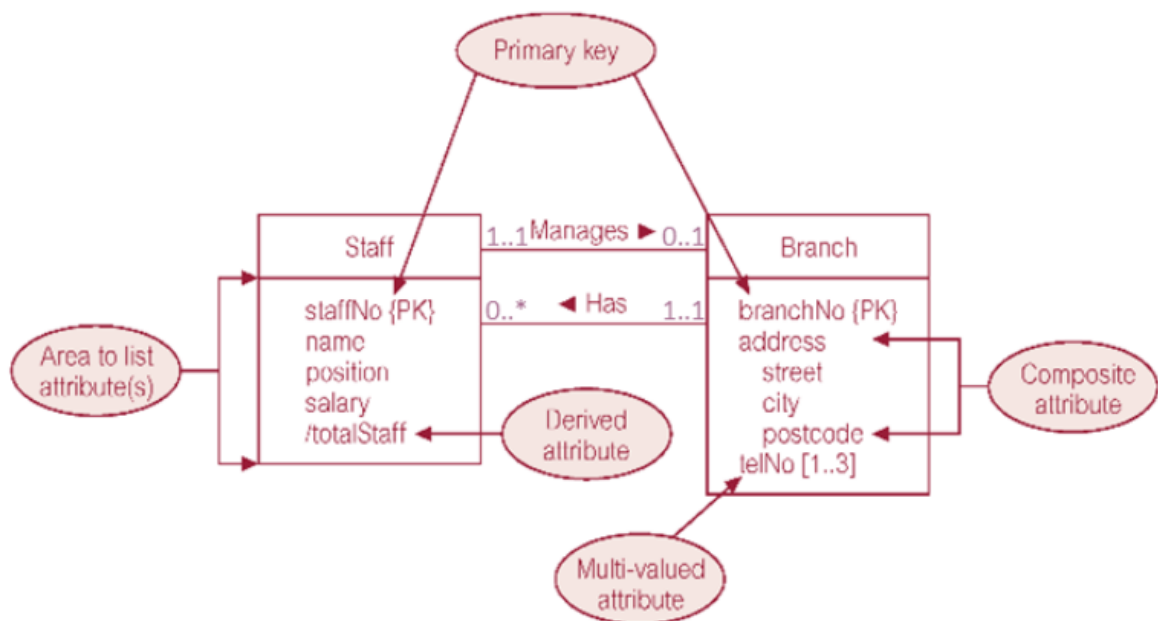 Primary key
Staff
1..1 Manages ► 0..1
Branch
0..* ◄ Has 1..1
staffNo {PK}
name
position
salary
/totalStaff
branchNo {PK}
address
street
city
postcode
telNo [1..3]
Area to list
attribute(s)
Derived
attribute
Composite
attribute
Multi-valued
attribute